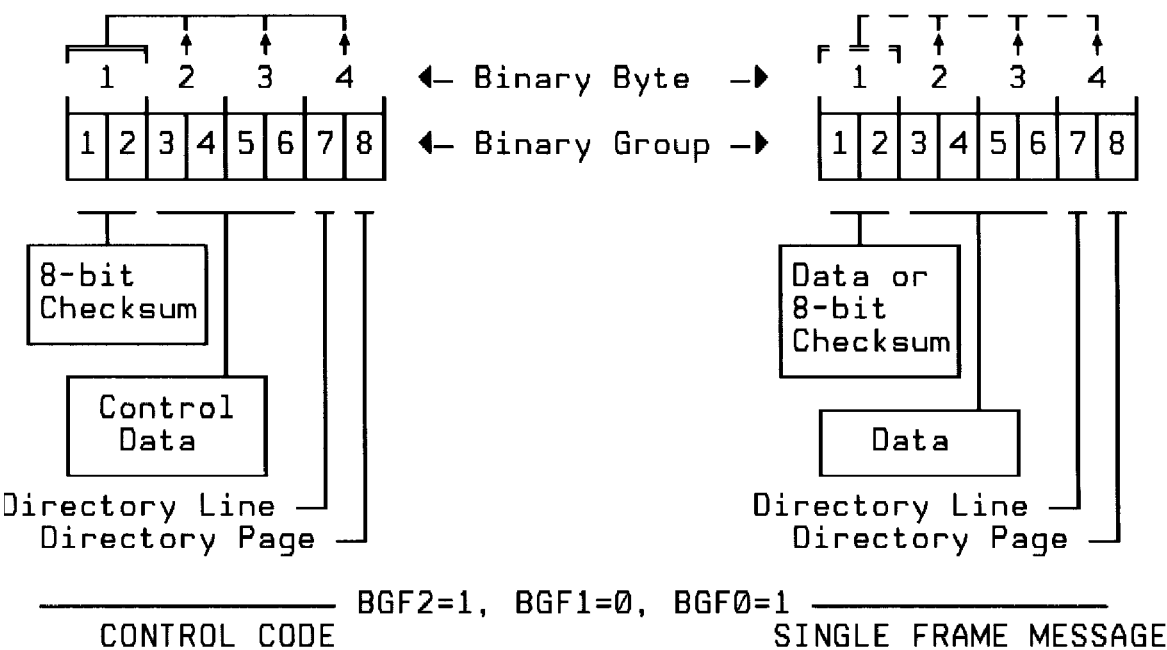 1 2 3 4 ◄– Binary Byte –► 1 2 3 4
1 2 3 4 5 6 7 8 ◄– Binary Group –► 1 2 3 4 5 6 7 8
8-bit
Checksum
Data or
8-bit
Checksum
Control
Data
Data
Directory Line
Directory Page
Directory Line
Directory Page
BGF2=1, BGF1=0, BGF0=1
CONTROL CODE
SINGLE FRAME MESSAGE